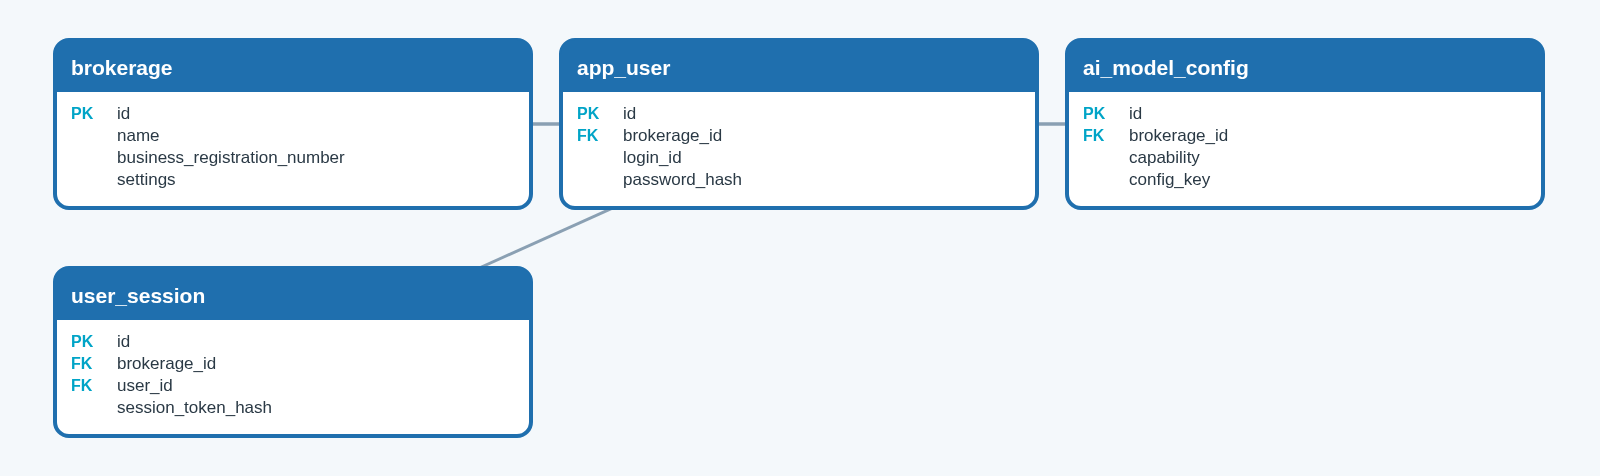 brokerage
PK id
name
business_registration_number
settings
app_user
PK id
FK brokerage_id
login_id
password_hash
ai_model_config
PK id
FK brokerage_id
capability
config_key
user_session
PK id
FK brokerage_id
FK user_id
session_token_hash